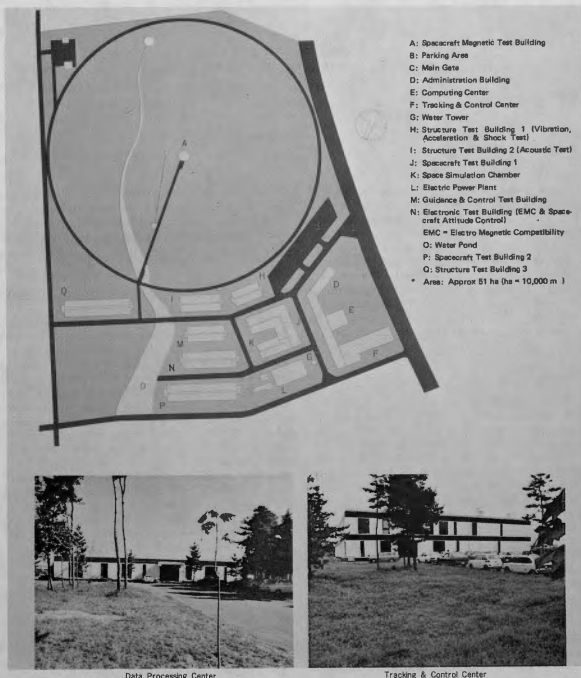 A: Spacecraft Magnetic Test Building
B: Parking Area
C: Main Gate
D: Administration Building
E: Computing Center
F: Tracking & Control Center
G: Water Tower
H: Structure Test Building 1 (Vibration,
Acceleration & Shock Test)
I: Structure Test Building 2 (Acoustic Test)
J: Spacecraft Test Building 1
K: Space Simulation Chamber
L: Electric Power Plant
M: Guidance & Control Test Building
N: Electronic Test Building (EMC & Space-
craft Attitude Control)
EMC = Electro Magnetic Compatibility
O: Water Pond
P: Spacecraft Test Building 2
Q: Structure Test Building 3
* Area: Approx 51 ha (ha = 10,000 m )
A
Q
I
H
D
M
J
E
K
N
G
F
O
L
P
Data Processing Center
Tracking & Control Center